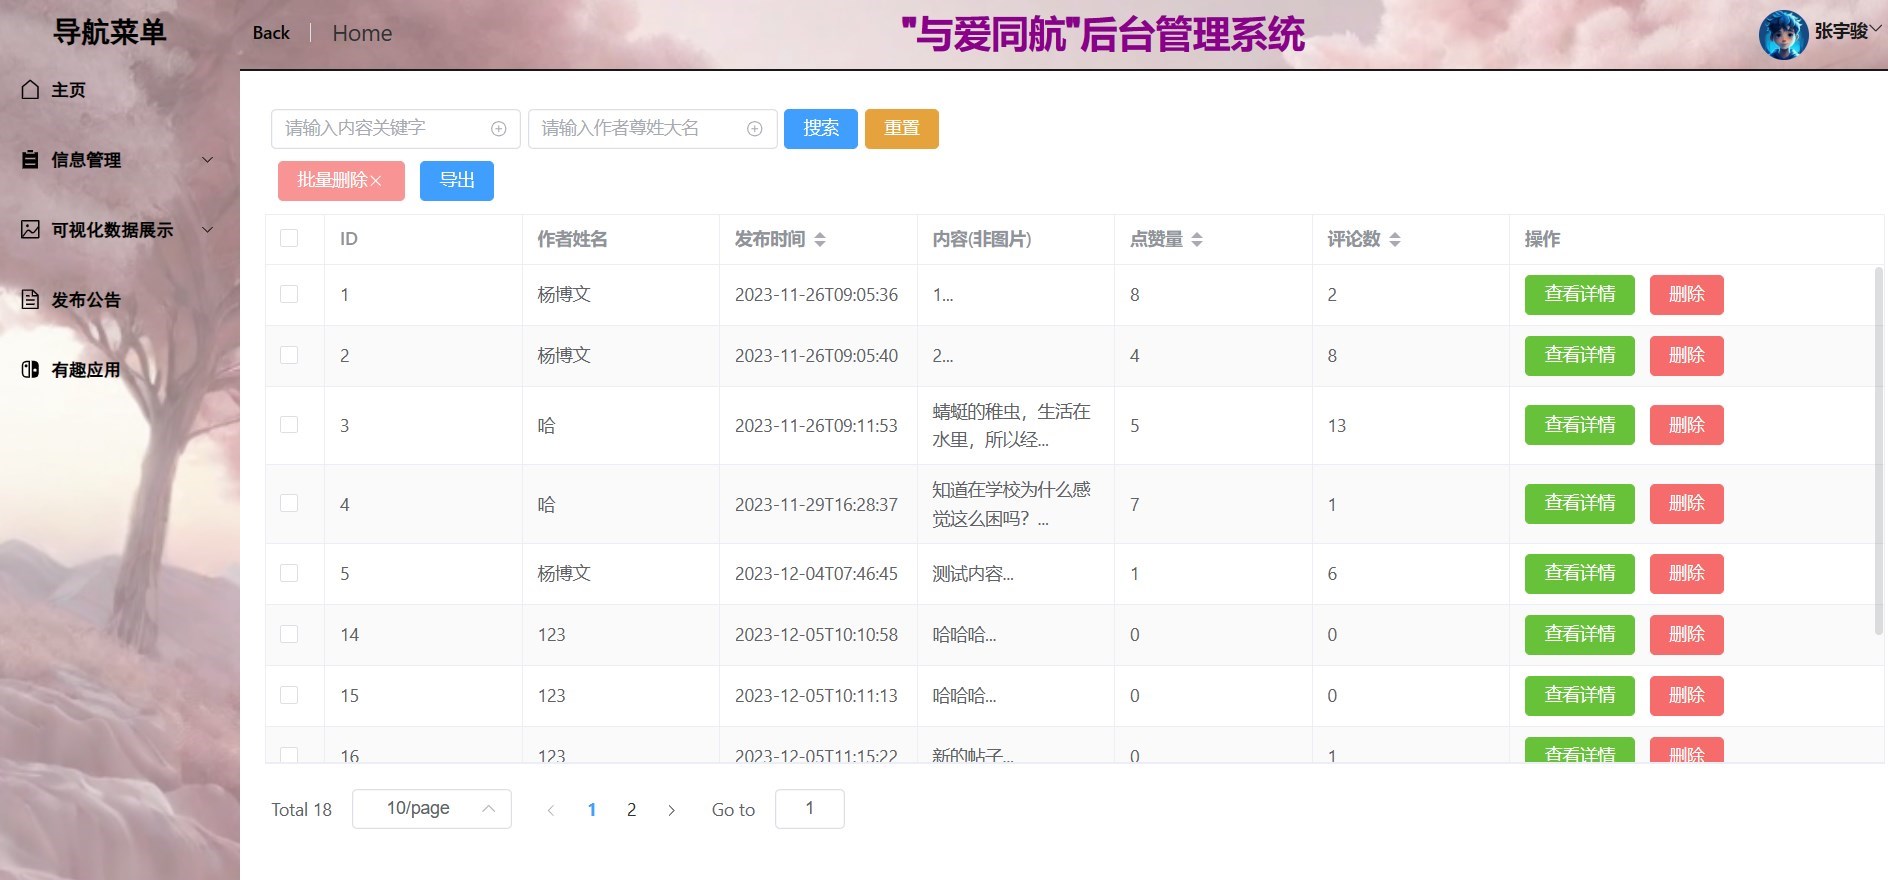 导航菜单
Back
Home
"与爱同航"后台管理系统
张宇骏
主页
信息管理
可视化数据展示
发布公告
有趣应用
请输入内容关键字
请输入作者尊姓大名
搜索
重置
批量删除×
导出
ID 作者姓名 发布时间 内容(非图片) 点赞量 评论数 操作
1 杨博文 2023-11-26T09:05:36 1... 8 2 查看详情 删除
2 杨博文 2023-11-26T09:05:40 2... 4 8 查看详情 删除
3 哈 2023-11-26T09:11:53 蜻蜓的稚虫，生活在
水里，所以经... 5 13 查看详情 删除
4 哈 2023-11-29T16:28:37 知道在学校为什么感
觉这么困吗？... 7 1 查看详情 删除
5 杨博文 2023-12-04T07:46:45 测试内容... 1 6 查看详情 删除
14 123 2023-12-05T10:10:58 哈哈哈... 0 0 查看详情 删除
15 123 2023-12-05T10:11:13 哈哈哈... 0 0 查看详情 删除
16 123 2023-12-05T11:15:22 新的帖子... 0 1 查看详情 删除
Total 18 10/page 1 2 Go to 1